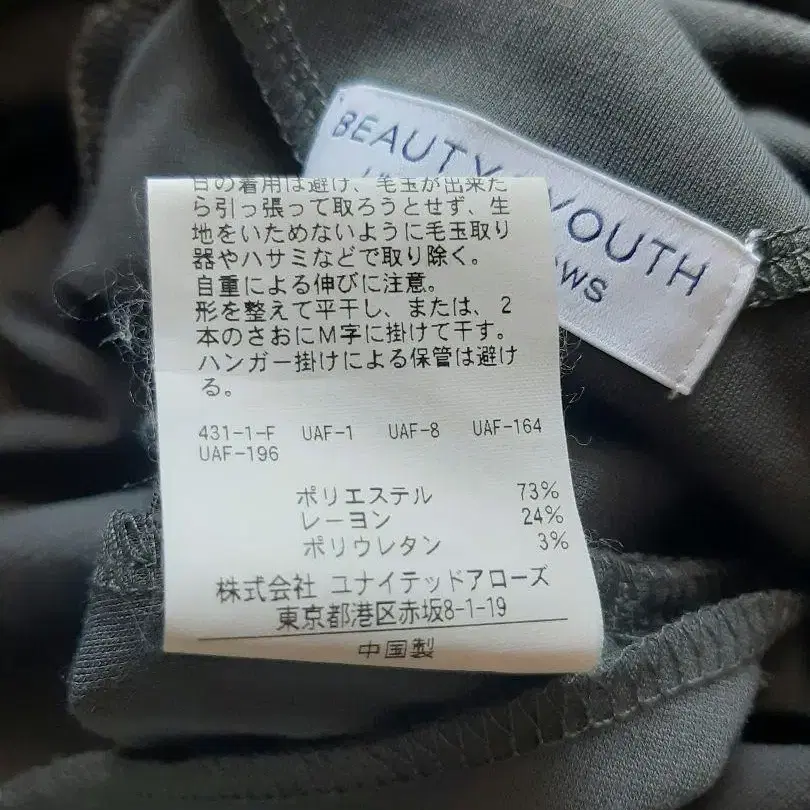 BEAUTY & YOUTH
日の着用は避け、毛玉が出来た
ら引っ張って取ろうとせず、生
地をいためないように毛玉取り
器やハサミなどで取り除く。
自重による伸びに注意。
形を整えて平干し、または、2
本のさおにM字に掛けて干す。
ハンガー掛けによる保管は避け
る。
431-1-F UAF-1 UAF-8 UAF-164
UAF-196
ポリエステル 73%
レーヨン 24%
ポリウレタン 3%
株式会社 ユナイテッドアローズ
東京都港区赤坂8-1-19
中国製